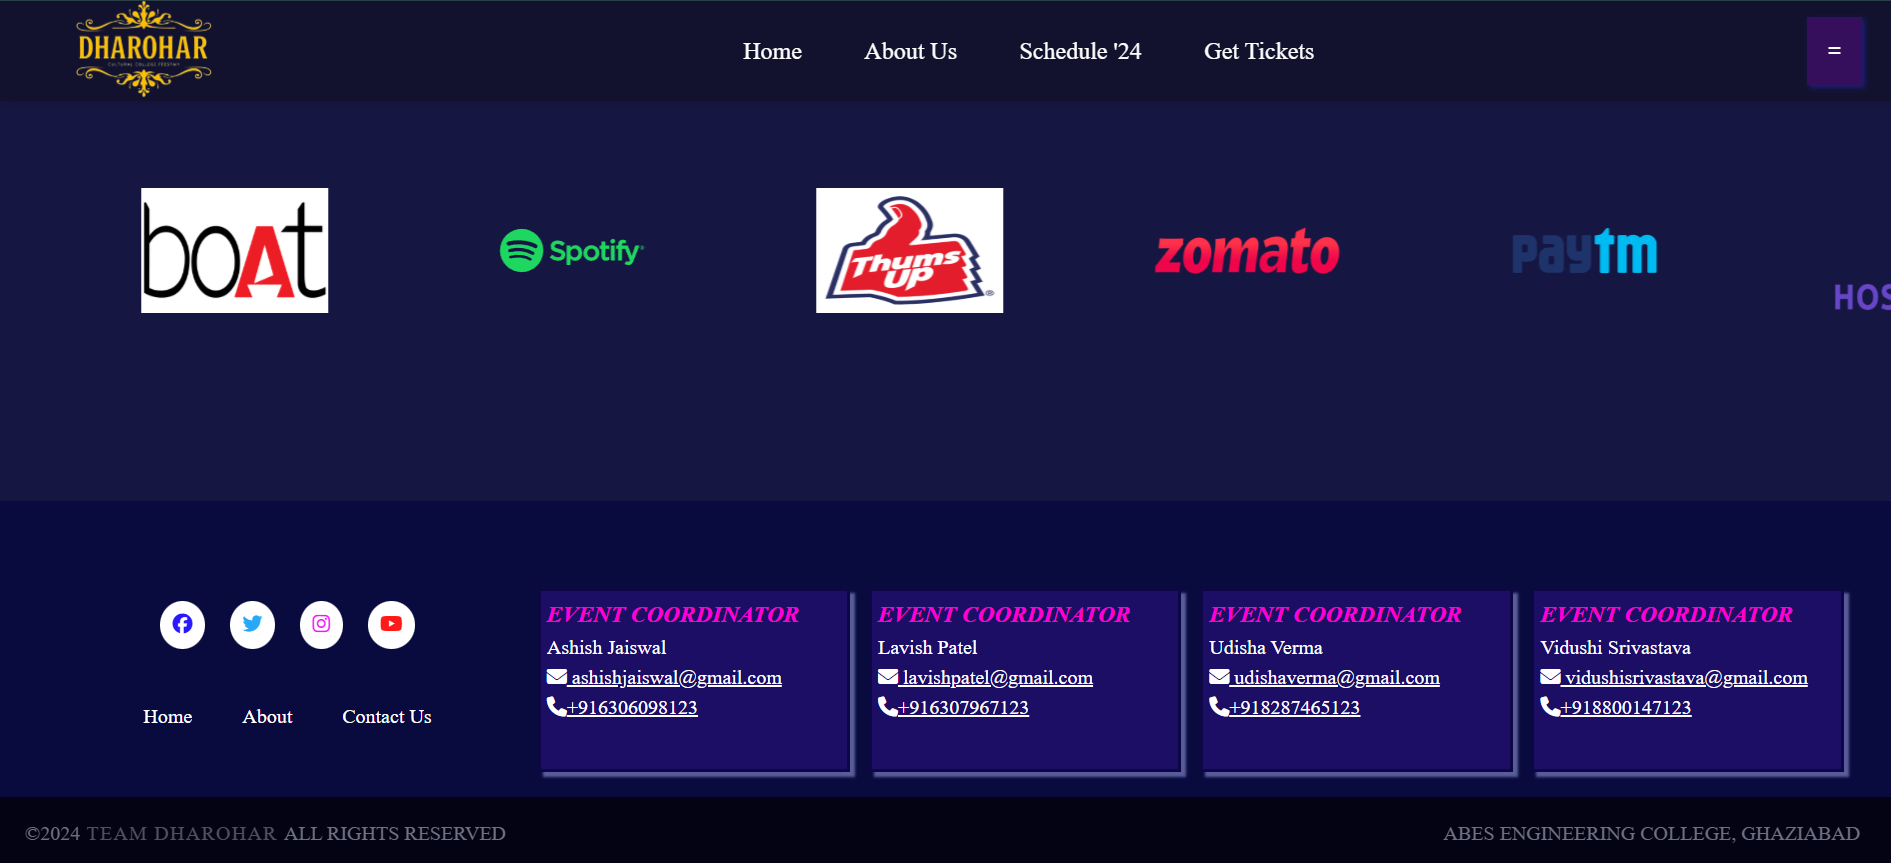 DHAROHAR
CULTURAL COLLEGE FESTIVAL
Home About Us Schedule '24 Get Tickets =
boAt
Spotify
Thums Up
zomato
paytm
HOS
EVENT COORDINATOR
Ashish Jaiswal
ashishjaiswal@gmail.com
+916306098123
EVENT COORDINATOR
Lavish Patel
lavishpatel@gmail.com
+916307967123
EVENT COORDINATOR
Udisha Verma
udishaverma@gmail.com
+918287465123
EVENT COORDINATOR
Vidushi Srivastava
vidushisrivastava@gmail.com
+918800147123
Home About Contact Us
©2024 TEAM DHAROHAR ALL RIGHTS RESERVED
ABES ENGINEERING COLLEGE, GHAZIABAD